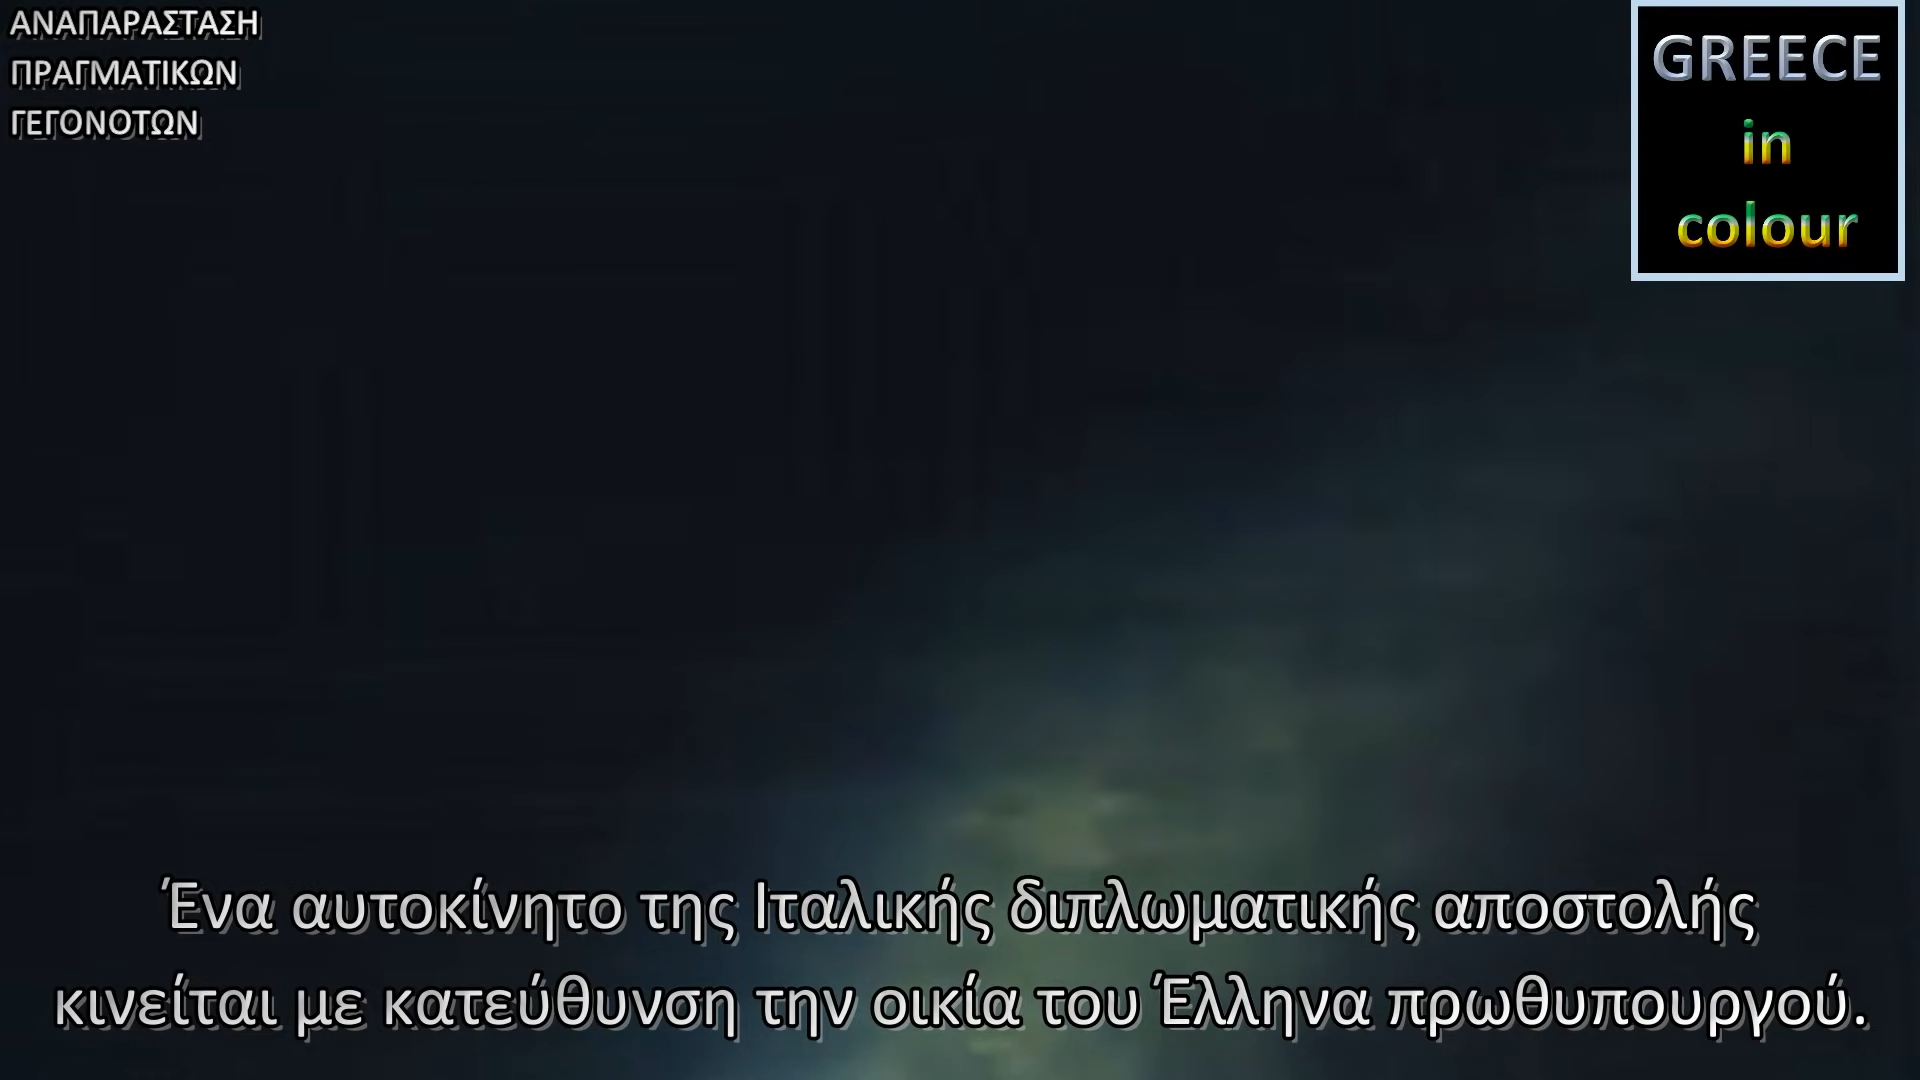 ΑΝΑΠΑΡΑΣΤΑΣΗ
ΠΡΑΓΜΑΤΙΚΩΝ
ΓΕΓΟΝΟΤΩΝ
GREECE
in
colour
Ένα αυτοκίνητο της Ιταλικής διπλωματικής αποστολής
κινείται με κατεύθυνση την οικία του Έλληνα πρωθυπουργού.